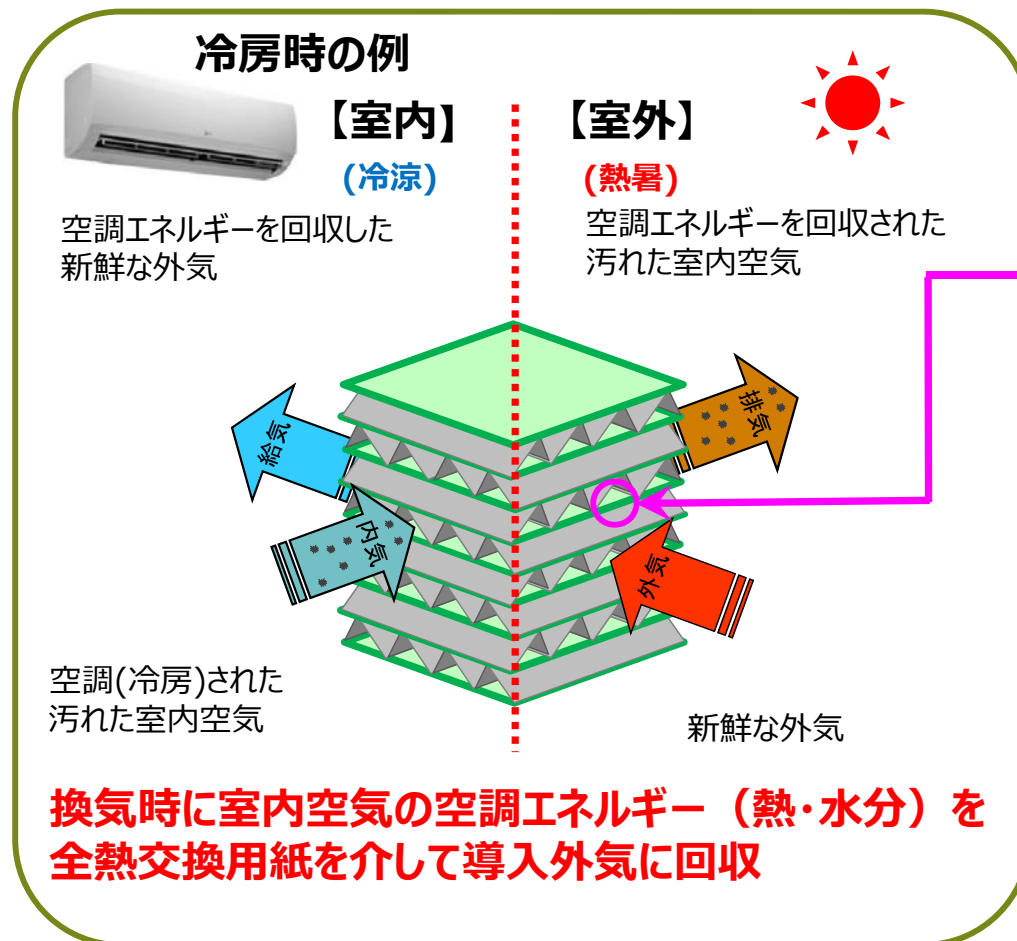 冷房時の例
【室内】
【室外】
(冷涼)
(熱暑)
空調エネルギーを回収した
新鮮な外気
空調エネルギーを回収された
汚れた室内空気
給気
排気
内気
外気
空調(冷房)された
汚れた室内空気
新鮮な外気
換気時に室内空気の空調エネルギー（熱・水分）を
全熱交換用紙を介して導入外気に回収